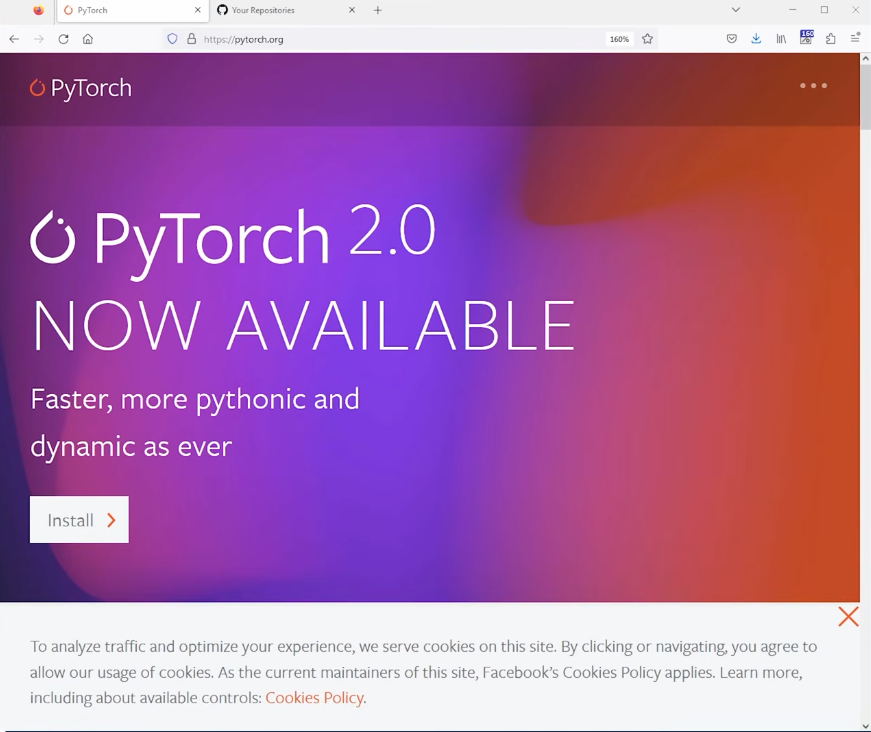 PyTorch
Your Repositories
https://pytorch.org
160%
160
PyTorch
PyTorch 2.0
NOW AVAILABLE
Faster, more pythonic and
dynamic as ever
Install
To analyze traffic and optimize your experience, we serve cookies on this site. By clicking or navigating, you agree to
allow our usage of cookies. As the current maintainers of this site, Facebook’s Cookies Policy applies. Learn more,
including about available controls: Cookies Policy.